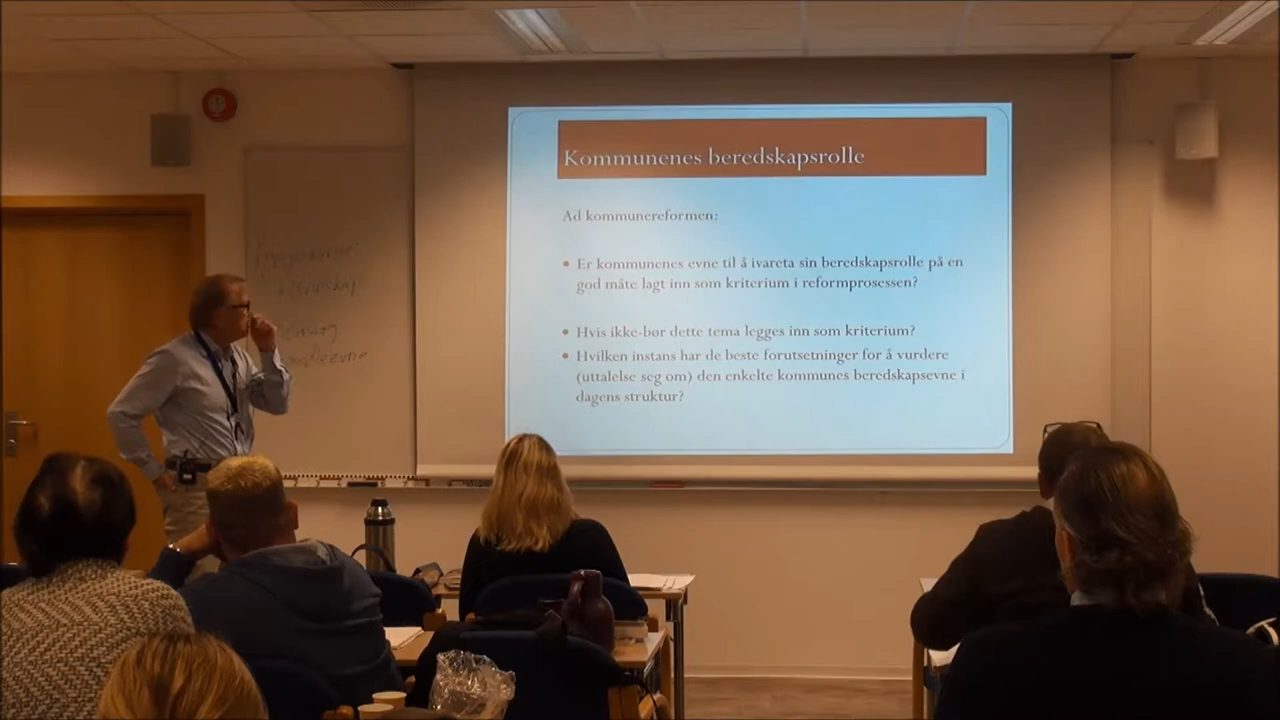 Kommunenes beredskapsrolle
Ad kommunereformen:
• Er kommunenes evne til å ivareta sin beredskapsrolle på en
god måte lagt inn som kriterium i reformprosessen?
• Hvis ikke-bør dette tema legges inn som kriterium?
• Hvilken instans har de beste forutsetninger for å vurdere
(uttalelse seg om) den enkelte kommunes beredskapsevne i
dagens struktur?